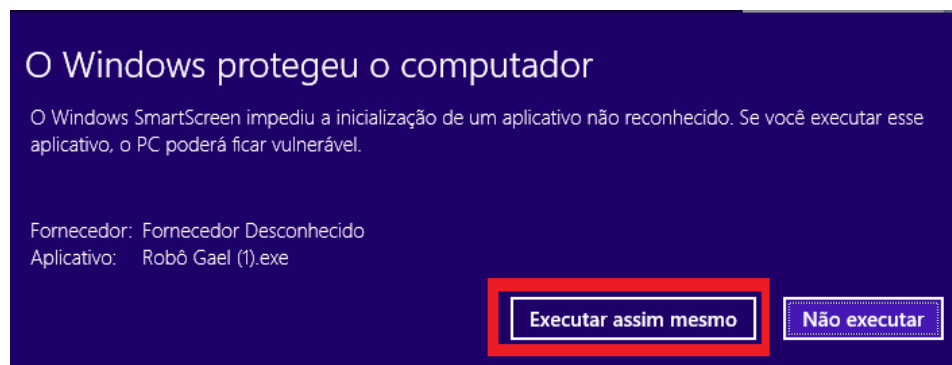 O Windows protegeu o computador
O Windows SmartScreen impediu a inicialização de um aplicativo não reconhecido. Se você executar esse
aplicativo, o PC poderá ficar vulnerável.
Fornecedor: Fornecedor Desconhecido
Aplicativo: Robô Gael (1).exe
Executar assim mesmo Não executar